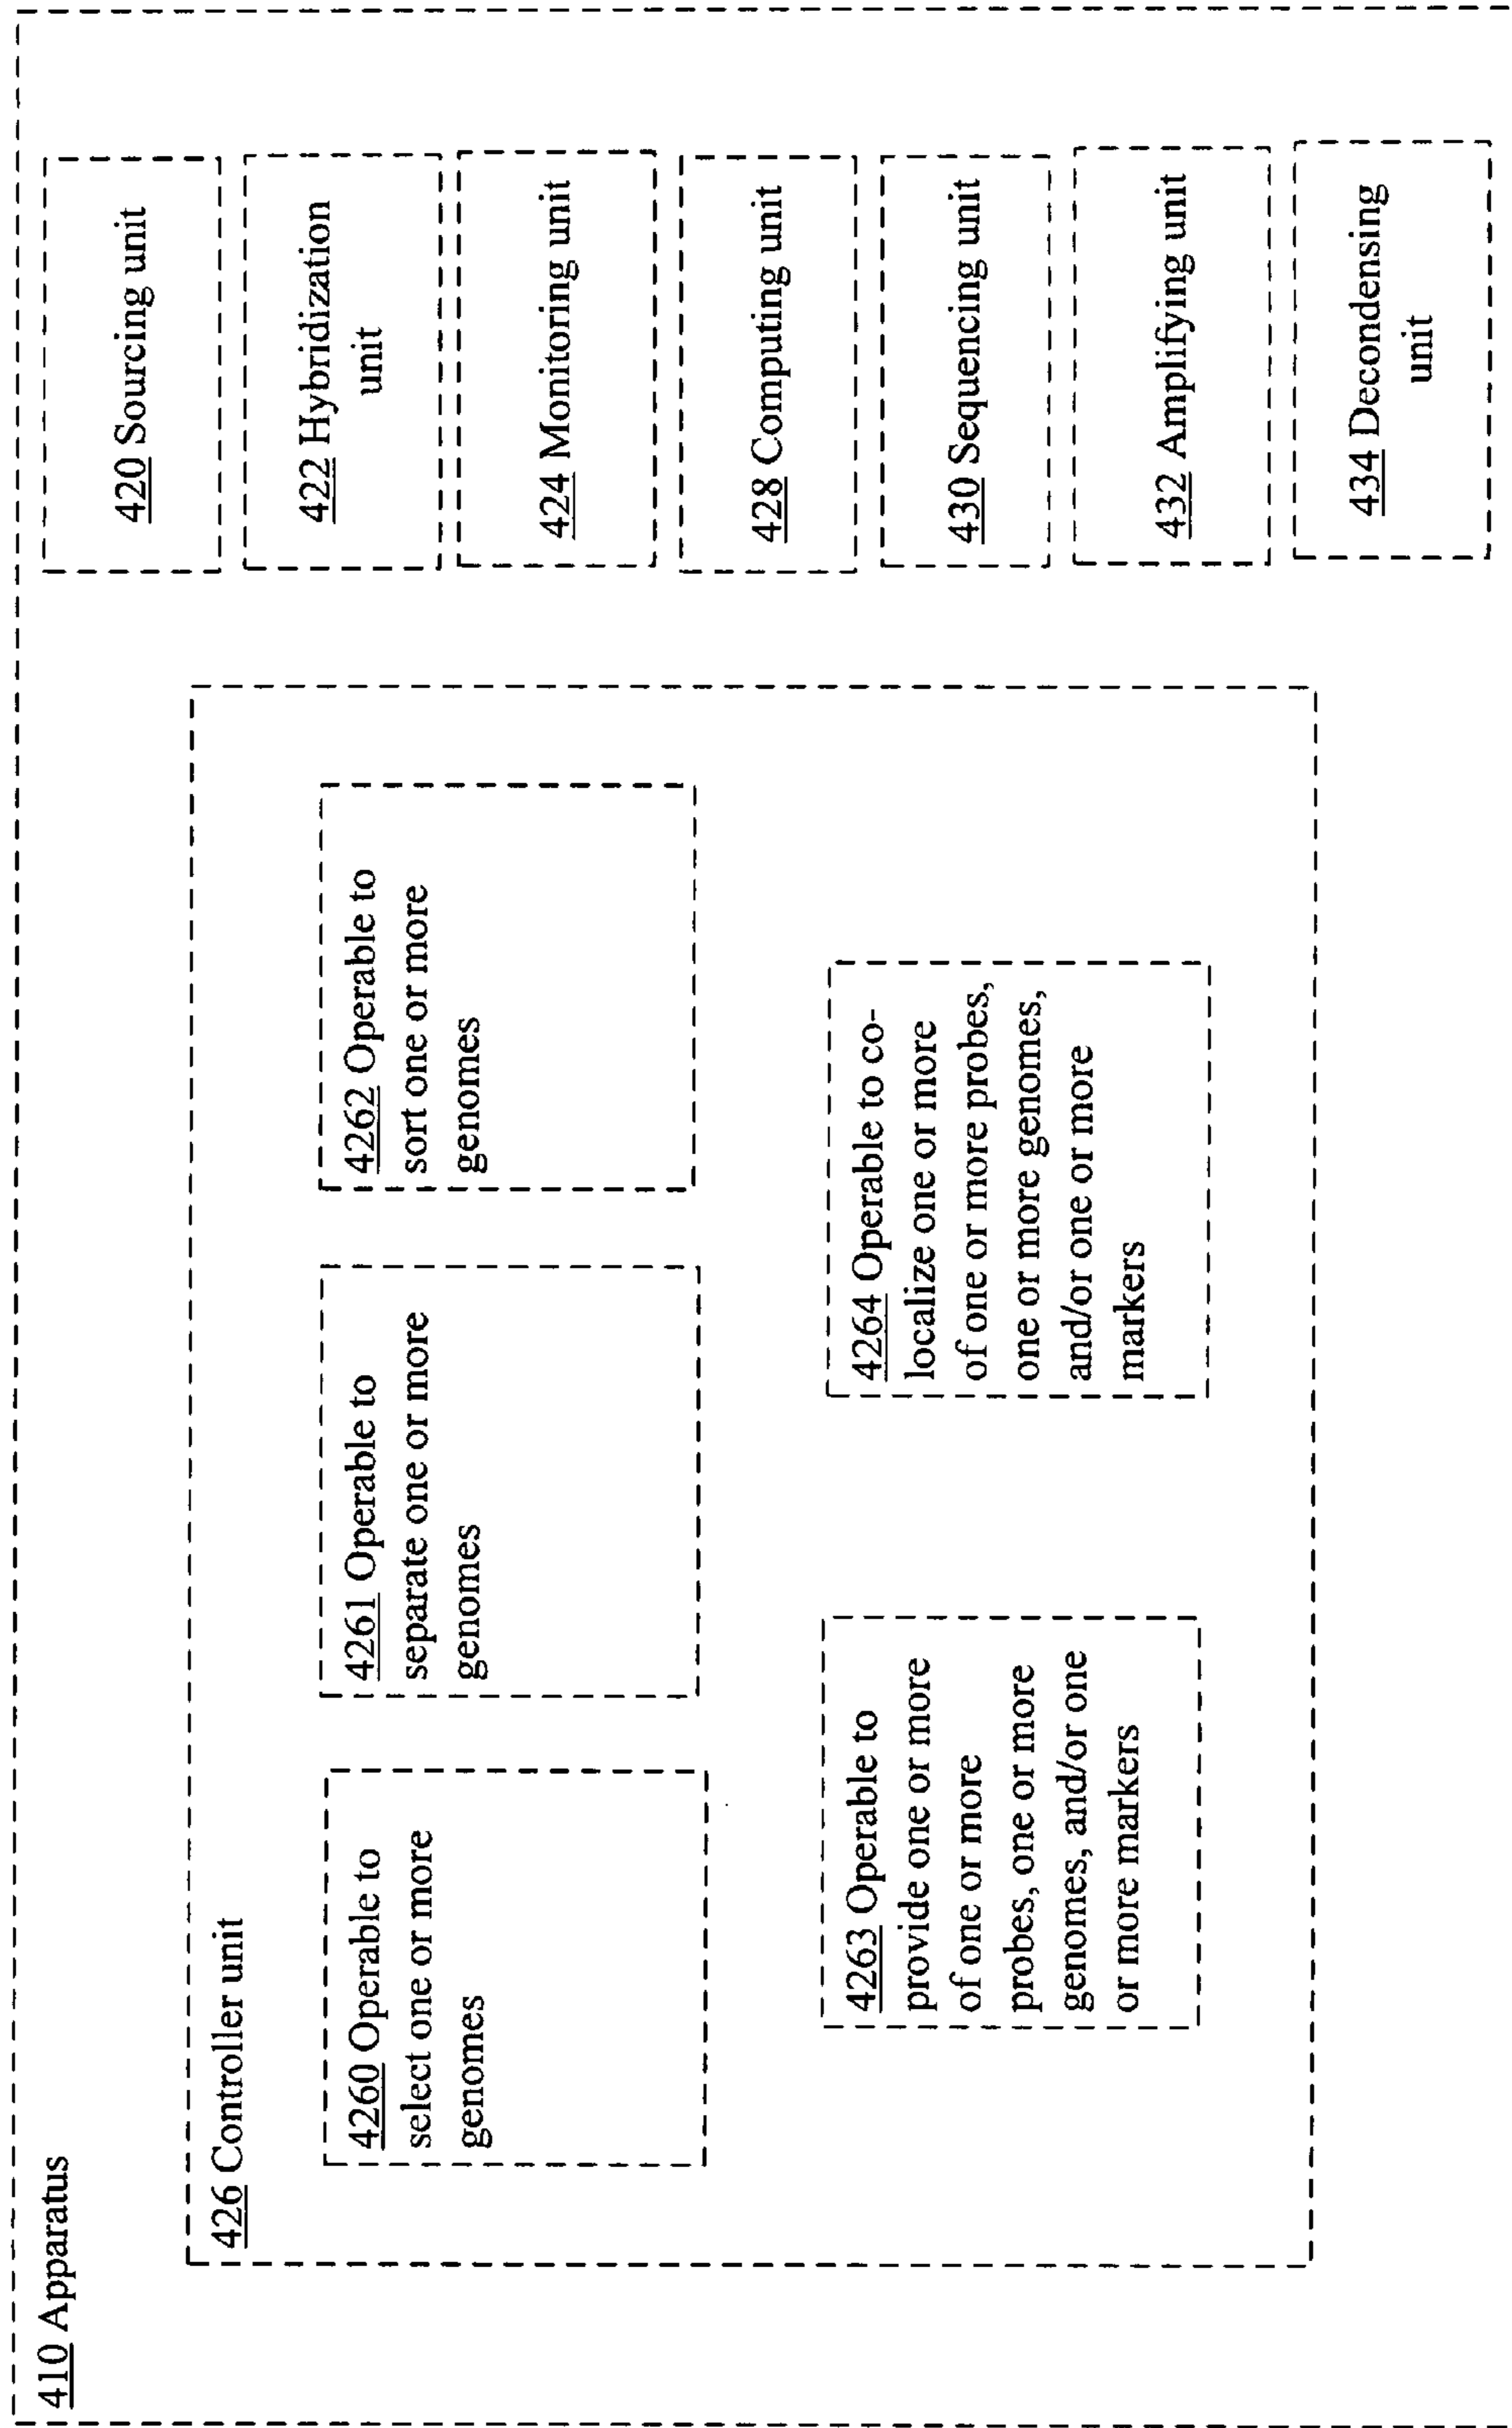 410 Apparatus
426 Controller unit
4260 Operable to
select one or more
genomes
4261 Operable to
separate one or more
genomes
4262 Operable to
sort one or more
genomes
4263 Operable to
provide one or more
of one or more
probes, one or more
genomes, and/or one
or more markers
4264 Operable to co-
localize one or more
of one or more probes,
one or more genomes,
and/or one or more
markers
420 Sourcing unit
422 Hybridization
unit
424 Monitoring unit
428 Computing unit
430 Sequencing unit
432 Amplifying unit
434 Decondensing
unit